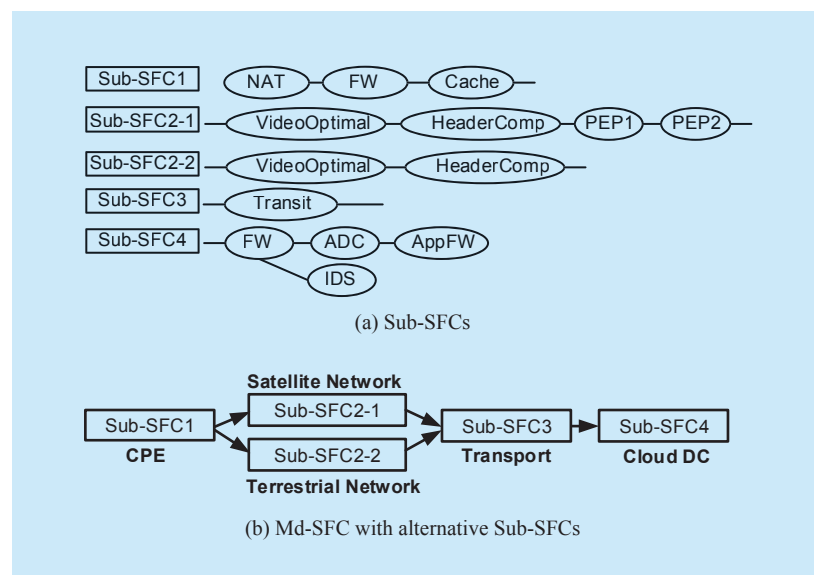 Sub-SFC1 NAT FW Cache
Sub-SFC2-1 VideoOptimal HeaderComp PEP1 PEP2
Sub-SFC2-2 VideoOptimal HeaderComp
Sub-SFC3 Transit
Sub-SFC4 FW ADC AppFW
IDS
(a) Sub-SFCs
Satellite Network
Sub-SFC2-1
Sub-SFC1 Sub-SFC3 Sub-SFC4
CPE Transport Cloud DC
Sub-SFC2-2
Terrestrial Network
(b) Md-SFC with alternative Sub-SFCs